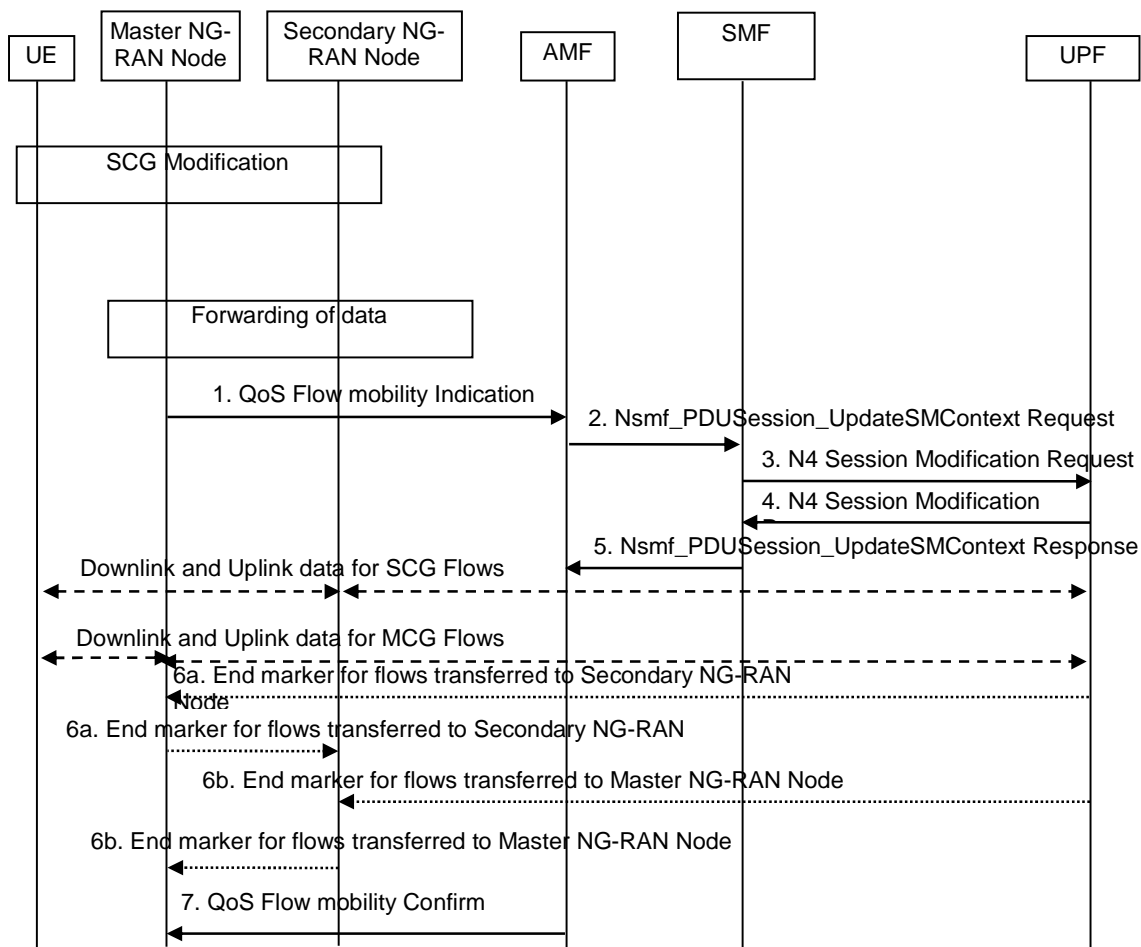 UE
Master NG-
RAN Node
Secondary NG-
RAN Node
AMF
SMF
UPF
SCG Modification
Forwarding of data
1. QoS Flow mobility Indication
2. Nsmf_PDUSession_UpdateSMContext Request
3. N4 Session Modification Request
4. N4 Session Modification
5. Nsmf_PDUSession_UpdateSMContext Response
Downlink and Uplink data for SCG Flows
Downlink and Uplink data for MCG Flows
6a. End marker for flows transferred to Secondary NG-RAN
Node
6a. End marker for flows transferred to Secondary NG-RAN
6b. End marker for flows transferred to Master NG-RAN Node
6b. End marker for flows transferred to Master NG-RAN Node
7. QoS Flow mobility Confirm